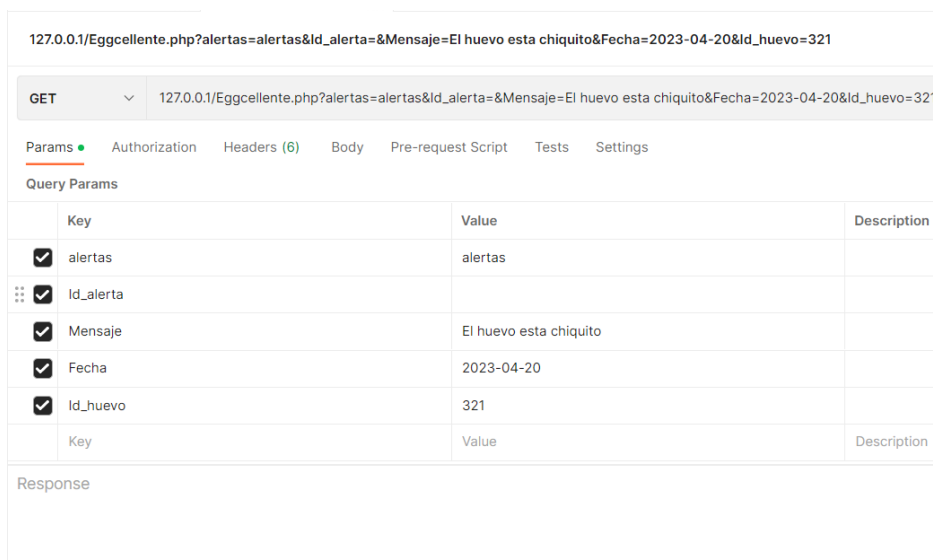 127.0.0.1/Eggcellente.php?alertas=alertas&Id_alerta=&Mensaje=El huevo esta chiquito&Fecha=2023-04-20&Id_huevo=321
GET 127.0.0.1/Eggcellente.php?alertas=alertas&Id_alerta=&Mensaje=El huevo esta chiquito&Fecha=2023-04-20&Id_huevo=321
Params Authorization Headers (6) Body Pre-request Script Tests Settings
Query Params
Key Value Description
alertas alertas
Id_alerta
Mensaje El huevo esta chiquito
Fecha 2023-04-20
Id_huevo 321
Key Value Description
Response